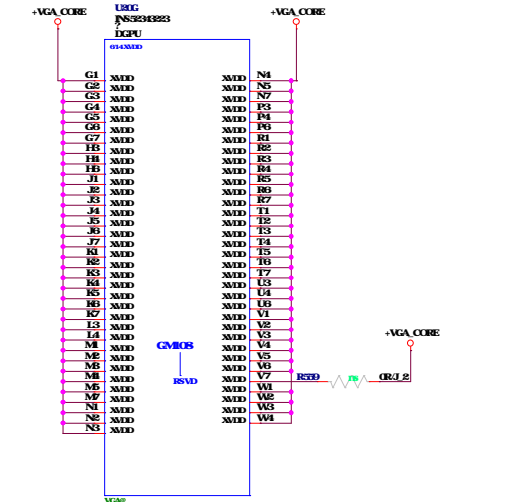 +VGA_CORE
U20G
INS52343223
?
DGPU
+VGA_CORE
614XVDD
G1 XVDD XVDD N4
G2 XVDD XVDD N5
G3 XVDD XVDD N7
G4 XVDD XVDD P3
G5 XVDD XVDD P4
G6 XVDD XVDD P6
G7 XVDD XVDD R1
H3 XVDD XVDD R2
H4 XVDD XVDD R3
H6 XVDD XVDD R4
J1 XVDD XVDD R5
J2 XVDD XVDD R6
J3 XVDD XVDD R7
J4 XVDD XVDD T1
J5 XVDD XVDD T2
J6 XVDD XVDD T3
J7 XVDD XVDD T4
K1 XVDD XVDD T5
K2 XVDD XVDD T6
K3 XVDD XVDD T7
K4 XVDD XVDD U3
K5 XVDD XVDD U4
K6 XVDD XVDD U6
K7 XVDD XVDD V1
L3 XVDD XVDD V2
L4 XVDD XVDD V3
+VGA_CORE
M1 XVDD GM108 XVDD V4
M2 XVDD XVDD V5
M3 XVDD XVDD V6
M4 XVDD RSVD XVDD V7 R559 0R/J_2
M5 XVDD XVDD W1
M7 XVDD XVDD W2
N1 XVDD XVDD W3
N2 XVDD XVDD W4
N3 XVDD
VGA@